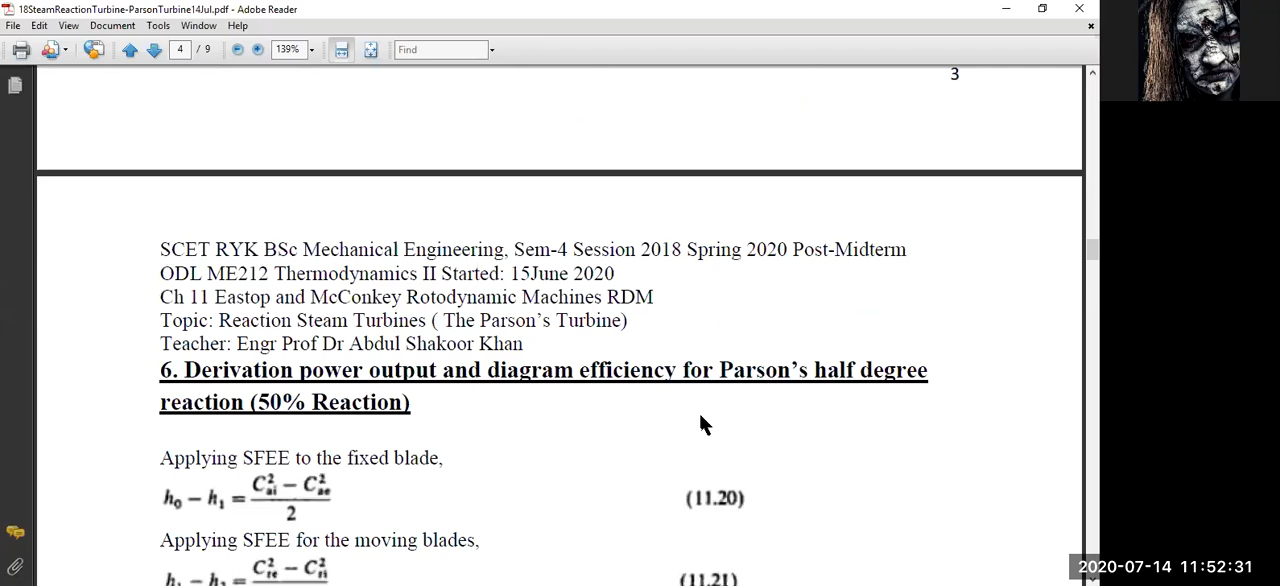 18SteamReactionTurbine-ParsonTurbine14Jul.pdf - Adobe Reader
File Edit View Document Tools Window Help
4 / 9 139% Find
3
SCET RYK BSc Mechanical Engineering, Sem-4 Session 2018 Spring 2020 Post-Midterm
ODL ME212 Thermodynamics II Started: 15June 2020
Ch 11 Eastop and McConkey Rotodynamic Machines RDM
Topic: Reaction Steam Turbines ( The Parson's Turbine)
Teacher: Engr Prof Dr Abdul Shakoor Khan
6. Derivation power output and diagram efficiency for Parson's half degree
reaction (50% Reaction)
Applying SFEE to the fixed blade,
h₀ − h₁ = (C²ai − C²ae) / 2 (11.20)
Applying SFEE for the moving blades,
C²re − C²ri (11.21)
2020-07-14 11:52:31